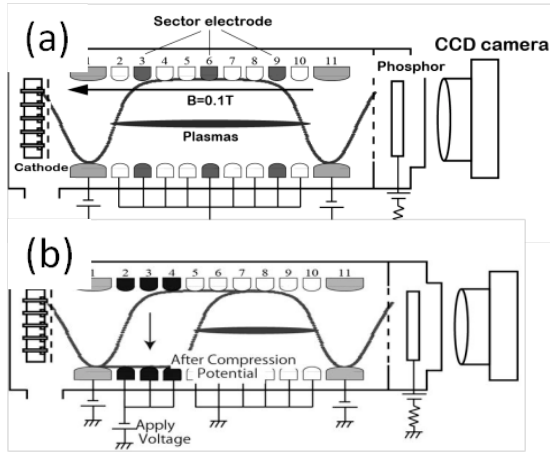 (a)
Sector electrode
CCD camera
1 2 3 4 5 6 7 8 9 10 11
Phosphor
B=0.1T
Plasmas
Cathode
(b)
1 2 3 4 5 6 7 8 9 10 11
After Compression
Potential
Apply
Voltage